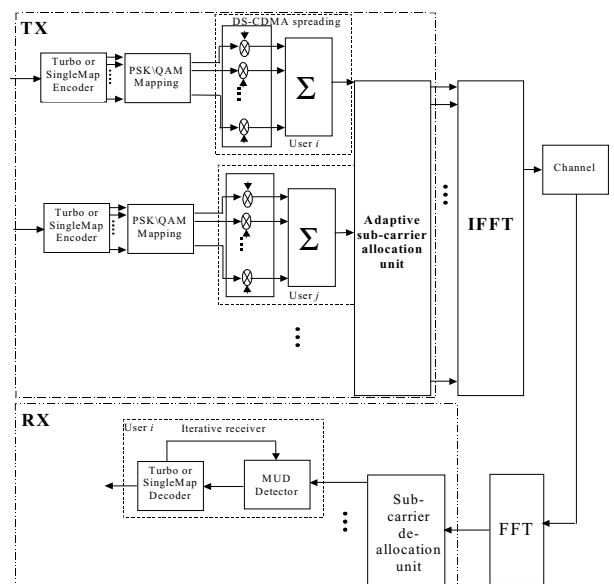 TX
DS-CDMA spreading
Turbo or
SingleMap
Encoder
PSK\QAM
Mapping
Σ
User i
Turbo or
SingleMap
Encoder
PSK\QAM
Mapping
Σ
User j
Adaptive
sub-carrier
allocation
unit
IFFT
Channel
RX
User i
Iterative receiver
Turbo or
SingleMap
Decoder
MUD
Detector
Sub-
carrier
de-
allocation
unit
FFT